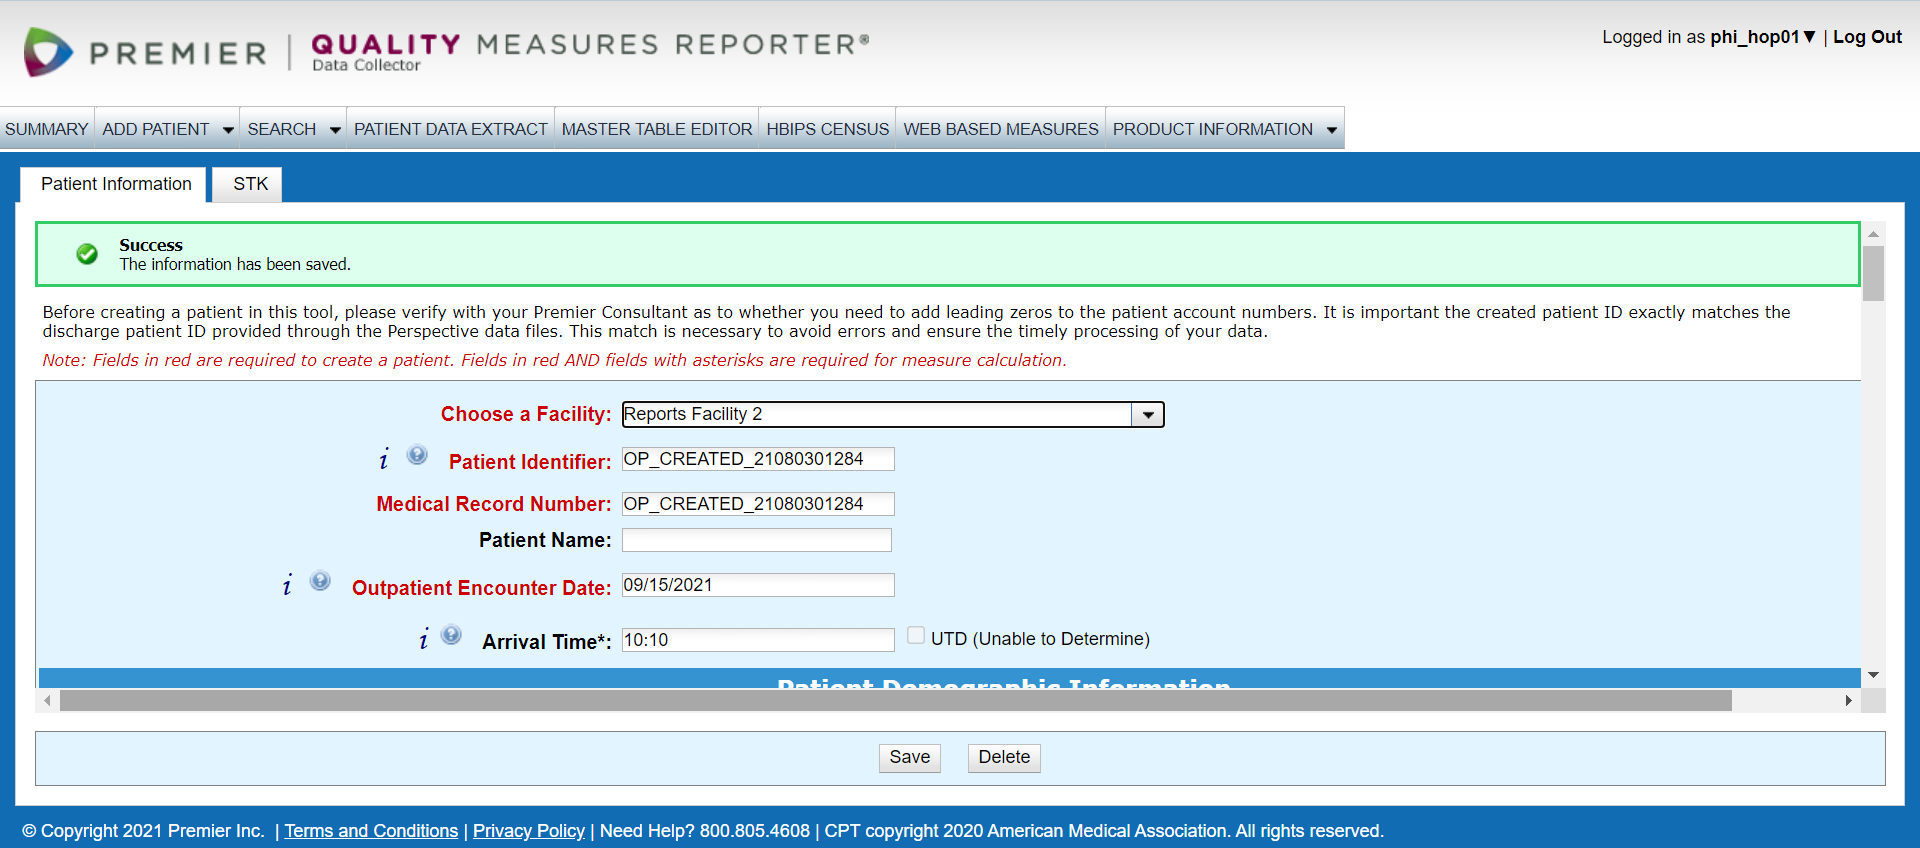 PREMIER | QUALITY MEASURES REPORTER®
Data Collector
Logged in as phi_hop01▼ | Log Out
SUMMARY ADD PATIENT SEARCH PATIENT DATA EXTRACT MASTER TABLE EDITOR HBIPS CENSUS WEB BASED MEASURES PRODUCT INFORMATION
Patient Information STK
Success
The information has been saved.
Before creating a patient in this tool, please verify with your Premier Consultant as to whether you need to add leading zeros to the patient account numbers. It is important the created patient ID exactly matches the
discharge patient ID provided through the Perspective data files. This match is necessary to avoid errors and ensure the timely processing of your data.
Note: Fields in red are required to create a patient. Fields in red AND fields with asterisks are required for measure calculation.
Choose a Facility: Reports Facility 2
i ? Patient Identifier: OP_CREATED_21080301284
Medical Record Number: OP_CREATED_21080301284
Patient Name:
i ? Outpatient Encounter Date: 09/15/2021
i ? Arrival Time*: 10:10 UTD (Unable to Determine)
Patient Demographic Information
Save Delete
© Copyright 2021 Premier Inc. | Terms and Conditions | Privacy Policy | Need Help? 800.805.4608 | CPT copyright 2020 American Medical Association. All rights reserved.